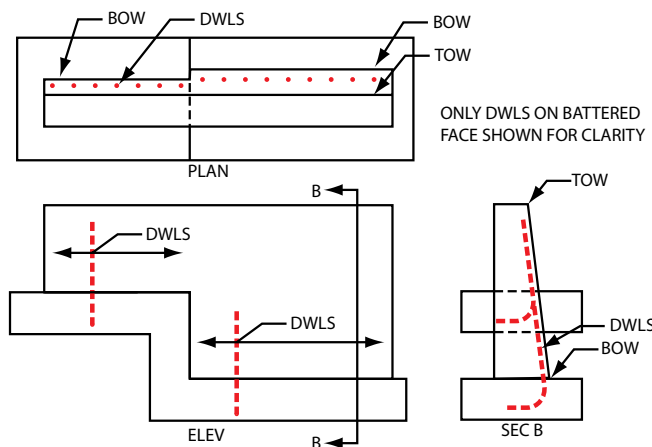 BOW
DWLS
BOW
TOW
ONLY DWLS ON BATTERED
FACE SHOWN FOR CLARITY
PLAN
B
TOW
DWLS
DWLS
DWLS
BOW
B
ELEV
SEC B